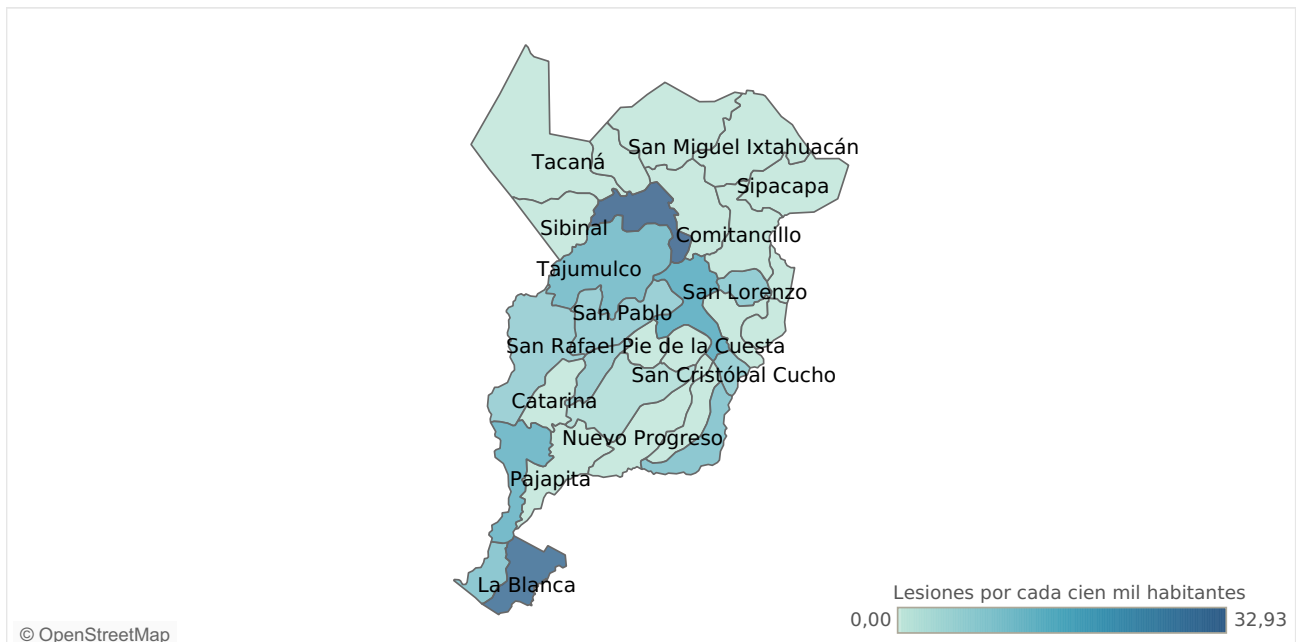 San Miguel Ixtahuacán
Tacaná
Sipacapa
Sibinal
Comitancillo
Tajumulco
San Lorenzo
San Pablo
San Rafael Pie de la Cuesta
San Cristóbal Cucho
Catarina
Nuevo Progreso
Pajapita
La Blanca
Lesiones por cada cien mil habitantes
0,00 32,93
© OpenStreetMap